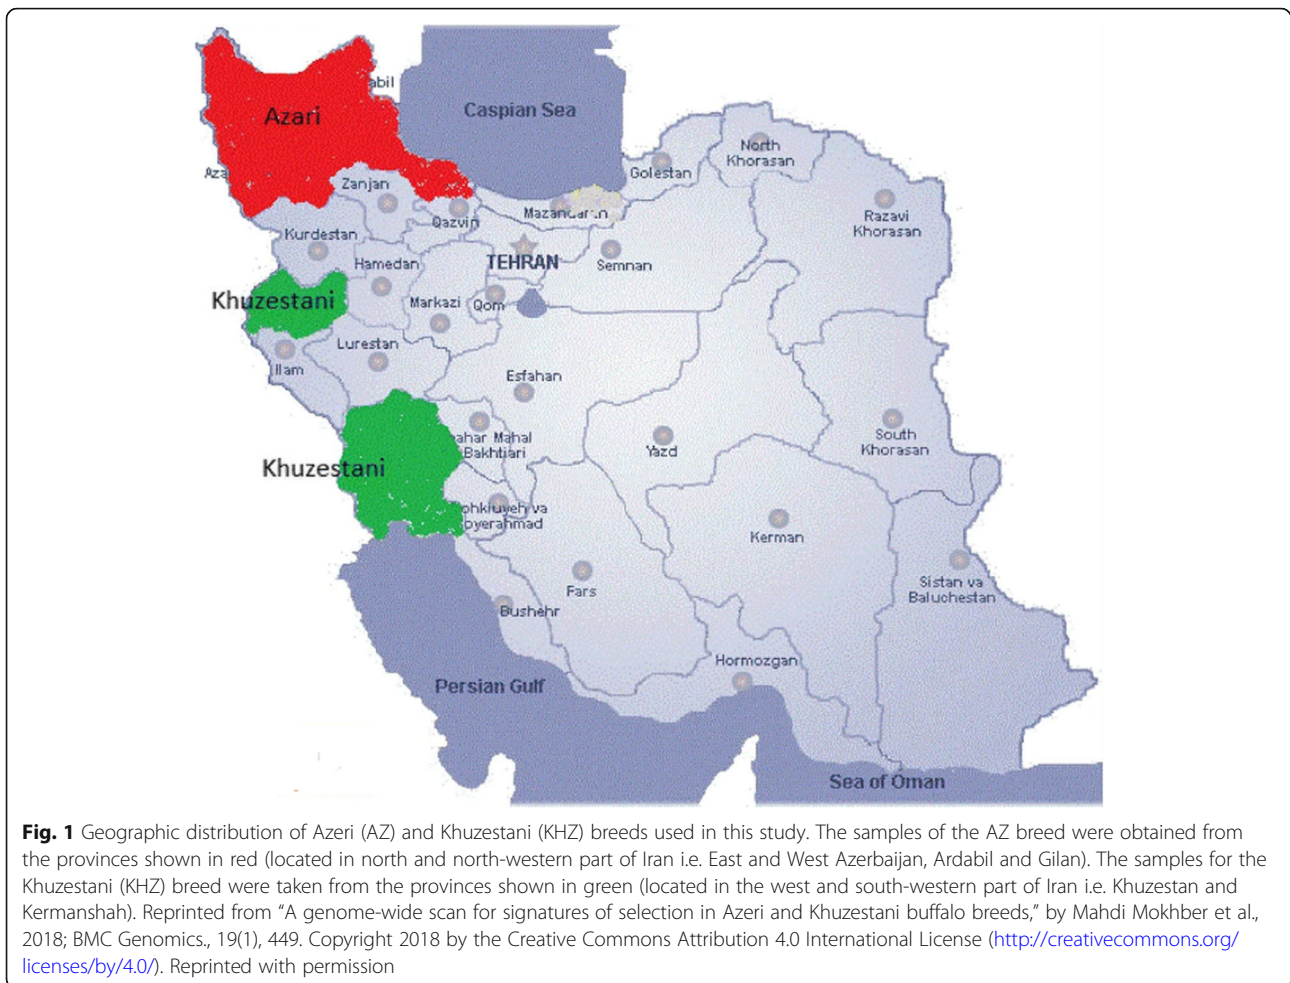 abil
Azari
Caspian Sea
North
Khorasan
Golestan
Aza
Zanjan
Razavi
Khorasan
Mazandaran
Qazvin
Kurdestan
TEHRAN
Semnan
Hamedan
Khuzestani
Markazi
Qom
Lurestan
Ilam
Esfahan
ahar Mahal
Bakhtiari
Yazd
South
Khorasan
Khuzestani
ohkiluyeh va
oyerahmad
Kerman
Fars
Sistan va
Baluchestan
Bushehr
Hormozgan
Persian Gulf
Sea of Oman
Fig. 1 Geographic distribution of Azeri (AZ) and Khuzestani (KHZ) breeds used in this study. The samples of the AZ breed were obtained from
the provinces shown in red (located in north and north-western part of Iran i.e. East and West Azerbaijan, Ardabil and Gilan). The samples for the
Khuzestani (KHZ) breed were taken from the provinces shown in green (located in the west and south-western part of Iran i.e. Khuzestan and
Kermanshah). Reprinted from “A genome-wide scan for signatures of selection in Azeri and Khuzestani buffalo breeds,” by Mahdi Mokhber et al.,
2018; BMC Genomics., 19(1), 449. Copyright 2018 by the Creative Commons Attribution 4.0 International License (http://creativecommons.org/
licenses/by/4.0/). Reprinted with permission